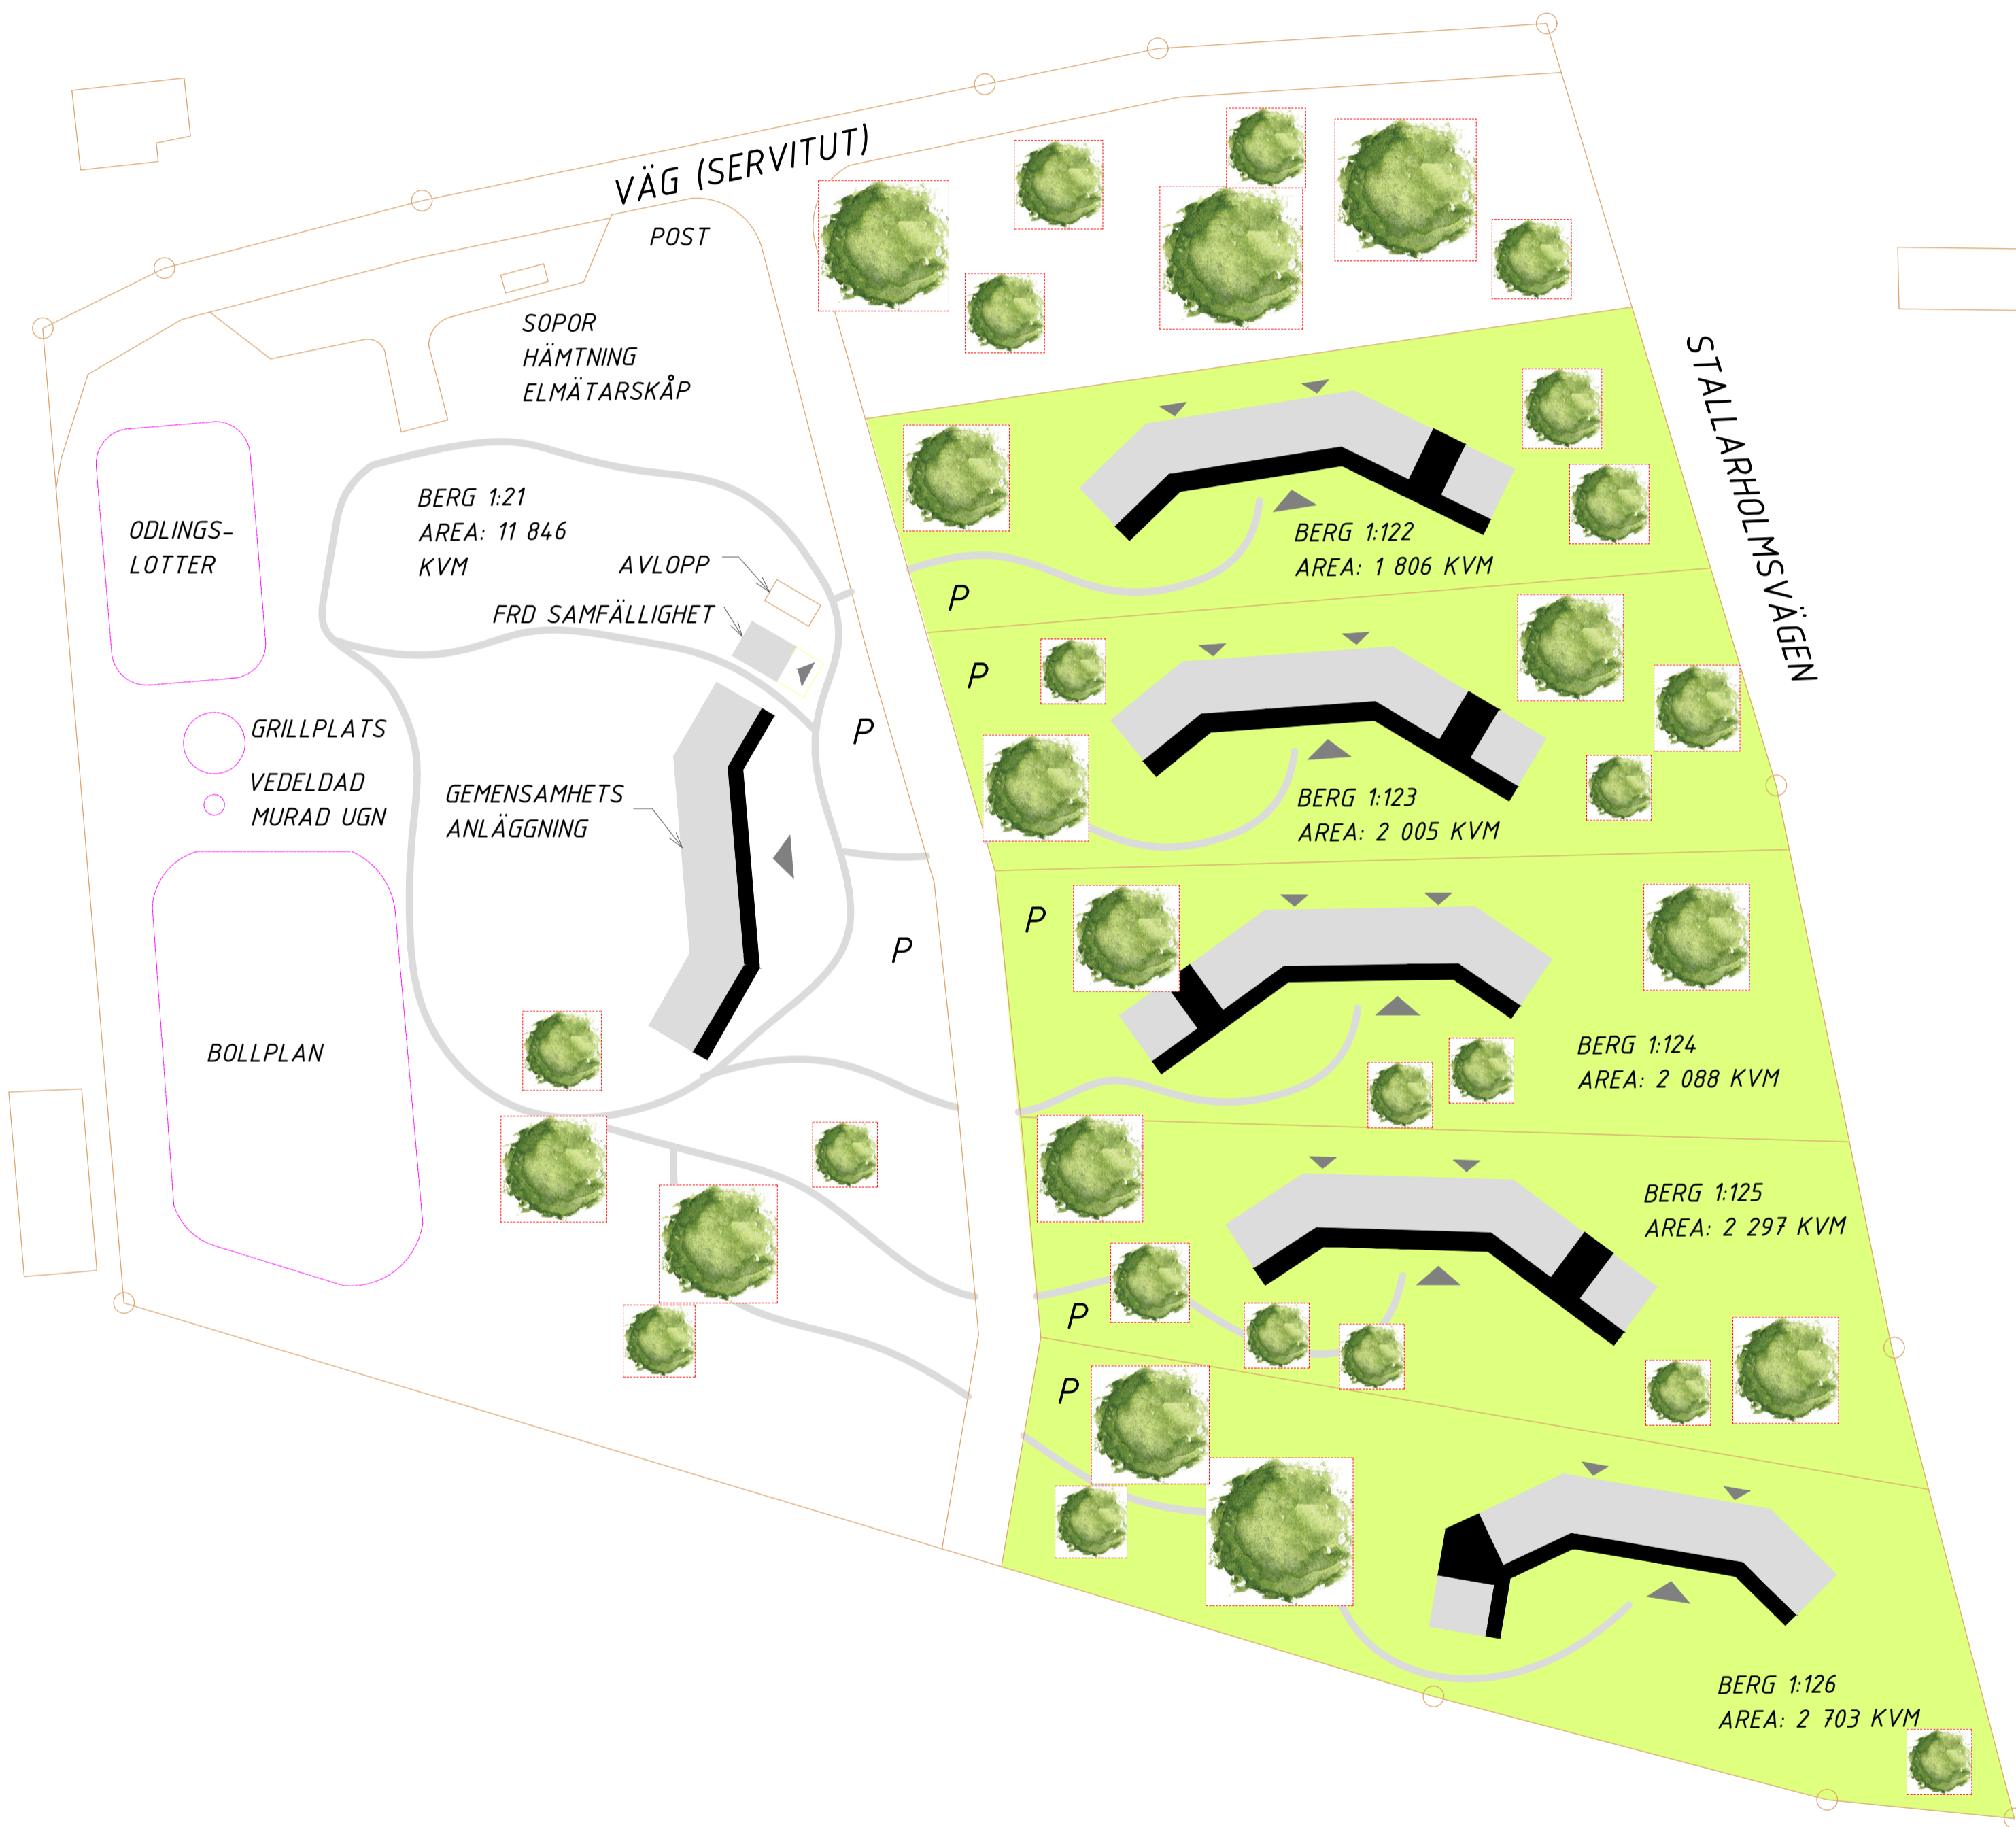 VÄG (SERVITUT)
POST
SOPOR
HÄMTNING
ELMÄTARSKÅP
STALLARHOLMSVÄGEN
BERG 1:21
AREA: 11 846
KVM
ODLINGS-
LOTTER
AVLOPP
FRD SAMFÄLLIGHET
GRILLPLATS
VEDELDAD
MURAD UGN
GEMENSAMHETS
ANLÄGGNING
BOLLPLAN
P
P
BERG 1:122
AREA: 1 806 KVM
P
P
BERG 1:123
AREA: 2 005 KVM
P
BERG 1:124
AREA: 2 088 KVM
BERG 1:125
AREA: 2 297 KVM
P
P
BERG 1:126
AREA: 2 703 KVM